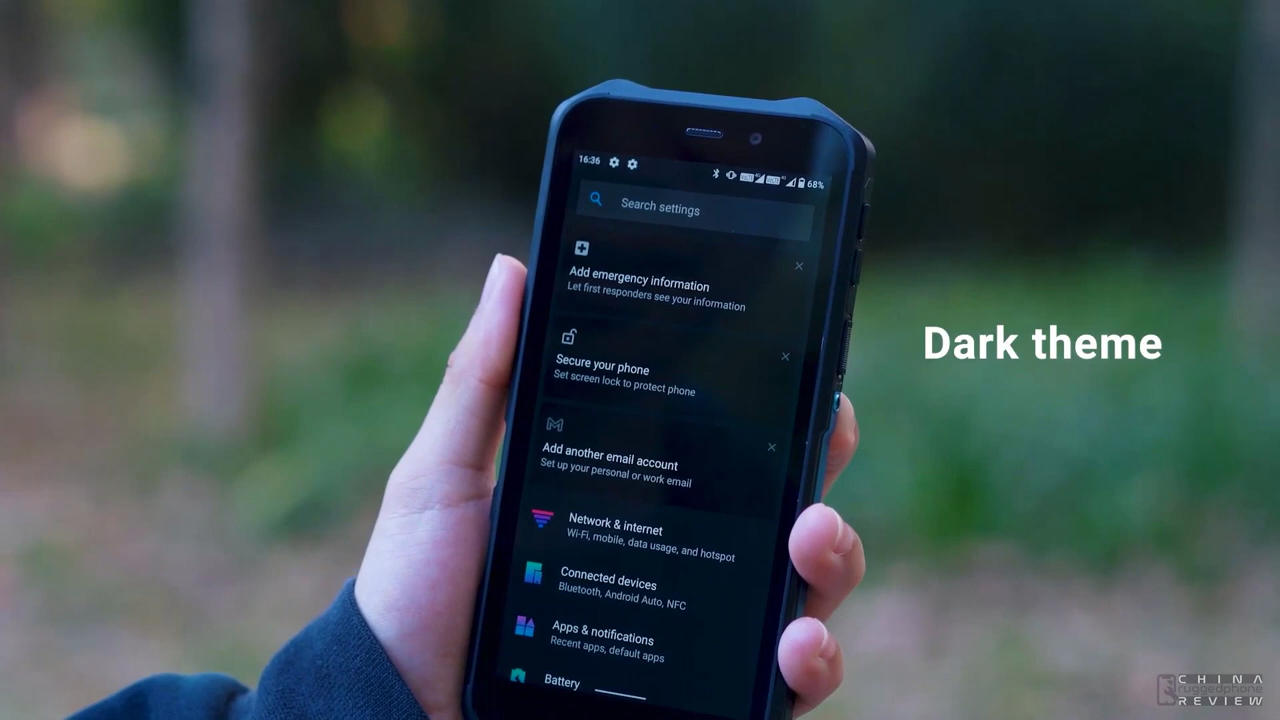 16:36
68%
Search settings
Add emergency information
Let first responders see your information
Secure your phone
Set screen lock to protect phone
Add another email account
Set up your personal or work email
Network & internet
Wi-Fi, mobile, data usage, and hotspot
Connected devices
Bluetooth, Android Auto, NFC
Apps & notifications
Recent apps, default apps
Battery
Dark theme
CHINA
ruggedphone
REVIEW